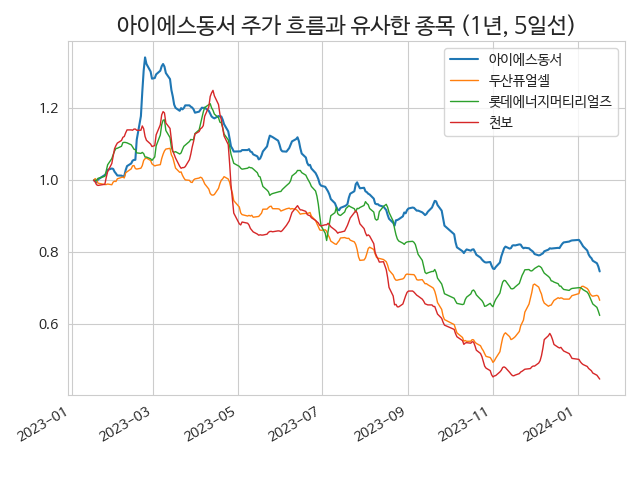 아이에스동서 주가 흐름과 유사한 종목 (1년, 5일선)
아이에스동서
두산퓨얼셀
롯데에너지머티리얼즈
천보
1.2
1.0
0.8
0.6
2023-01
2023-03
2023-05
2023-07
2023-09
2023-11
2024-01